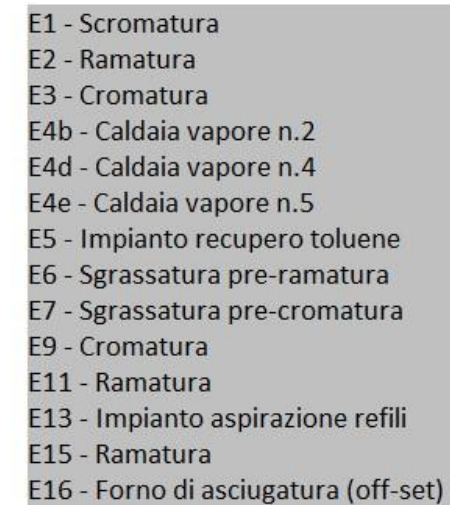 E1 - Scromatura
E2 - Ramatura
E3 - Cromatura
E4b - Caldaia vapore n.2
E4d - Caldaia vapore n.4
E4e - Caldaia vapore n.5
E5 - Impianto recupero toluene
E6 - Sgrassatura pre-ramatura
E7 - Sgrassatura pre-cromatura
E9 - Cromatura
E11 - Ramatura
E13 - Impianto aspirazione refili
E15 - Ramatura
E16 - Forno di asciugatura (off-set)